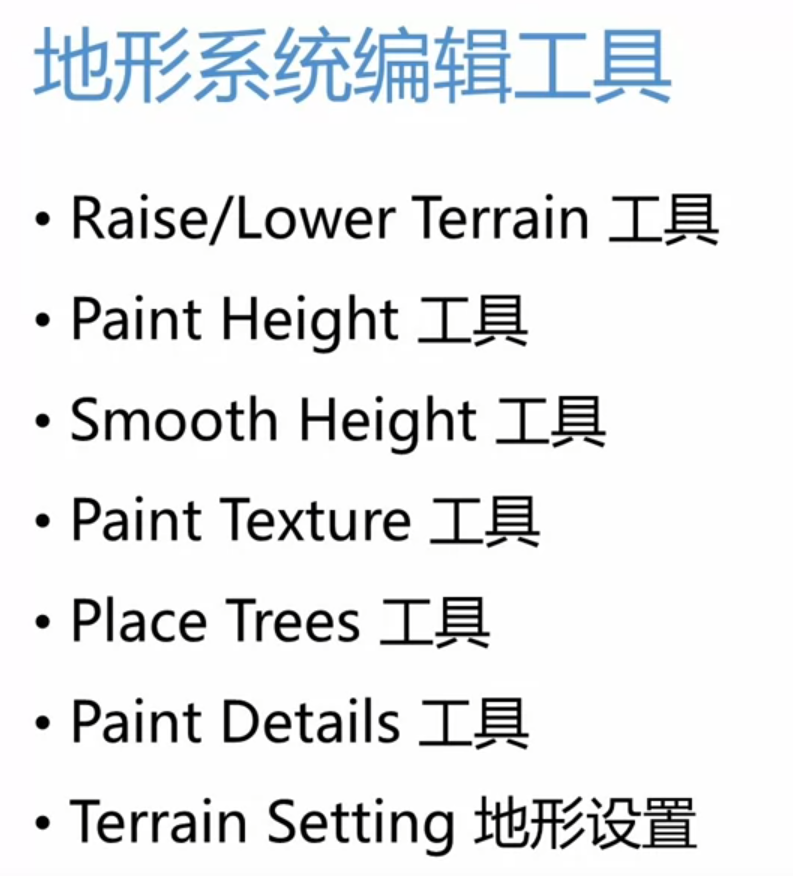 地形系统编辑工具
• Raise/Lower Terrain 工具
• Paint Height 工具
• Smooth Height 工具
• Paint Texture 工具
• Place Trees 工具
• Paint Details 工具
• Terrain Setting 地形设置